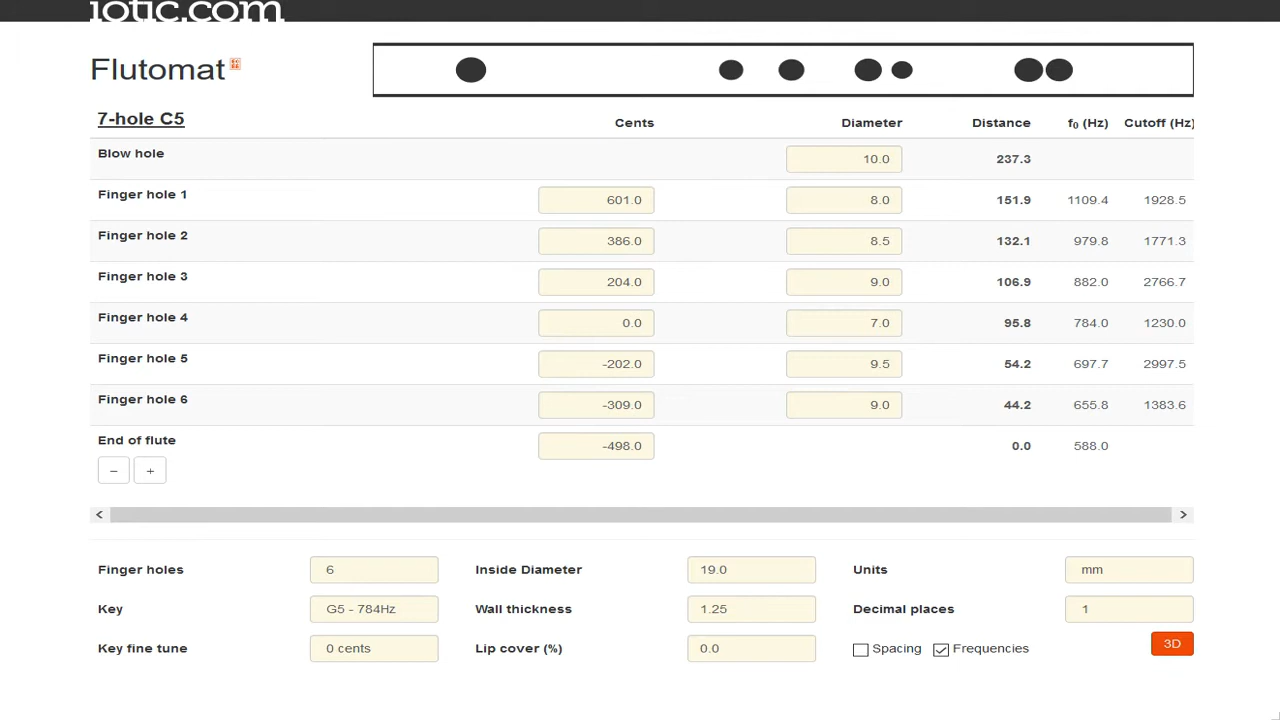 iotic.com
Flutomat
7-hole C5 Cents Diameter Distance f₀ (Hz) Cutoff (Hz)
Blow hole 10.0 237.3
Finger hole 1 601.0 8.0 151.9 1109.4 1928.5
Finger hole 2 386.0 8.5 132.1 979.8 1771.3
Finger hole 3 204.0 9.0 106.9 882.0 2766.7
Finger hole 4 0.0 7.0 95.8 784.0 1230.0
Finger hole 5 -202.0 9.5 54.2 697.7 2997.5
Finger hole 6 -309.0 9.0 44.2 655.8 1383.6
End of flute -498.0 0.0 588.0
− +
< >
Finger holes 6 Inside Diameter 19.0 Units mm
Key G5 - 784Hz Wall thickness 1.25 Decimal places 1
Key fine tune 0 cents Lip cover (%) 0.0 Spacing Frequencies 3D